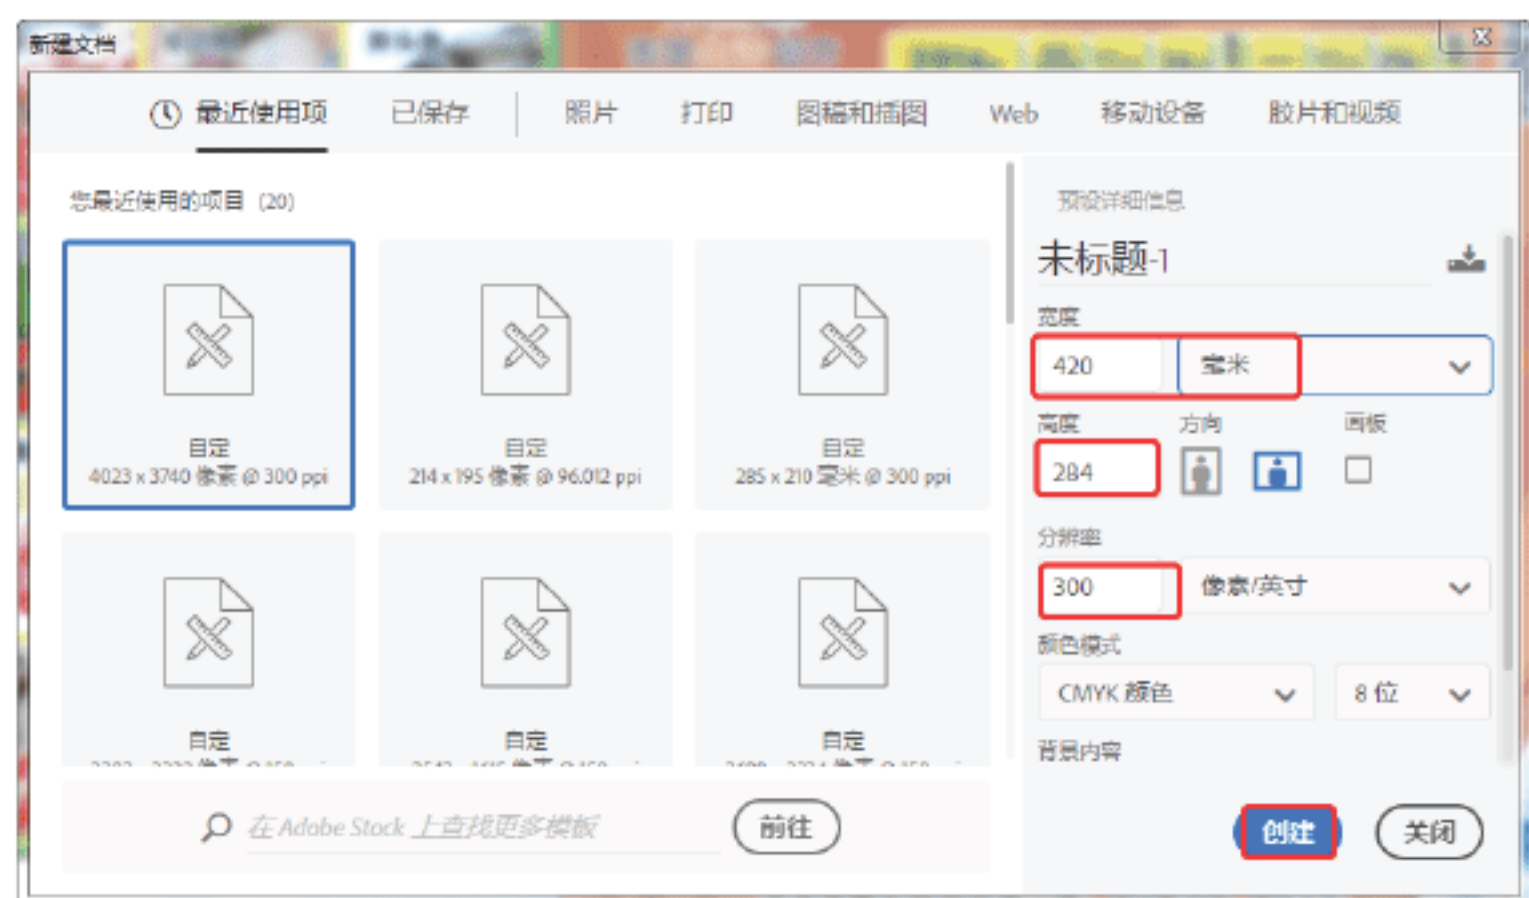 新建文档
最近使用项 已保存 照片 打印 图稿和插图 Web 移动设备 胶片和视频
您最近使用的项目 (20)
自定
4023 x 3740 像素 @ 300 ppi
自定
214 x 195 像素 @ 96.012 ppi
自定
285 x 210 毫米 @ 300 ppi
自定
自定
自定
在 Adobe Stock 上查找更多模板
前往
预设详细信息
未标题-1
宽度
420 毫米
高度 方向 画板
284
分辨率
300 像素/英寸
颜色模式
CMYK 颜色 8 位
背景内容
创建 关闭